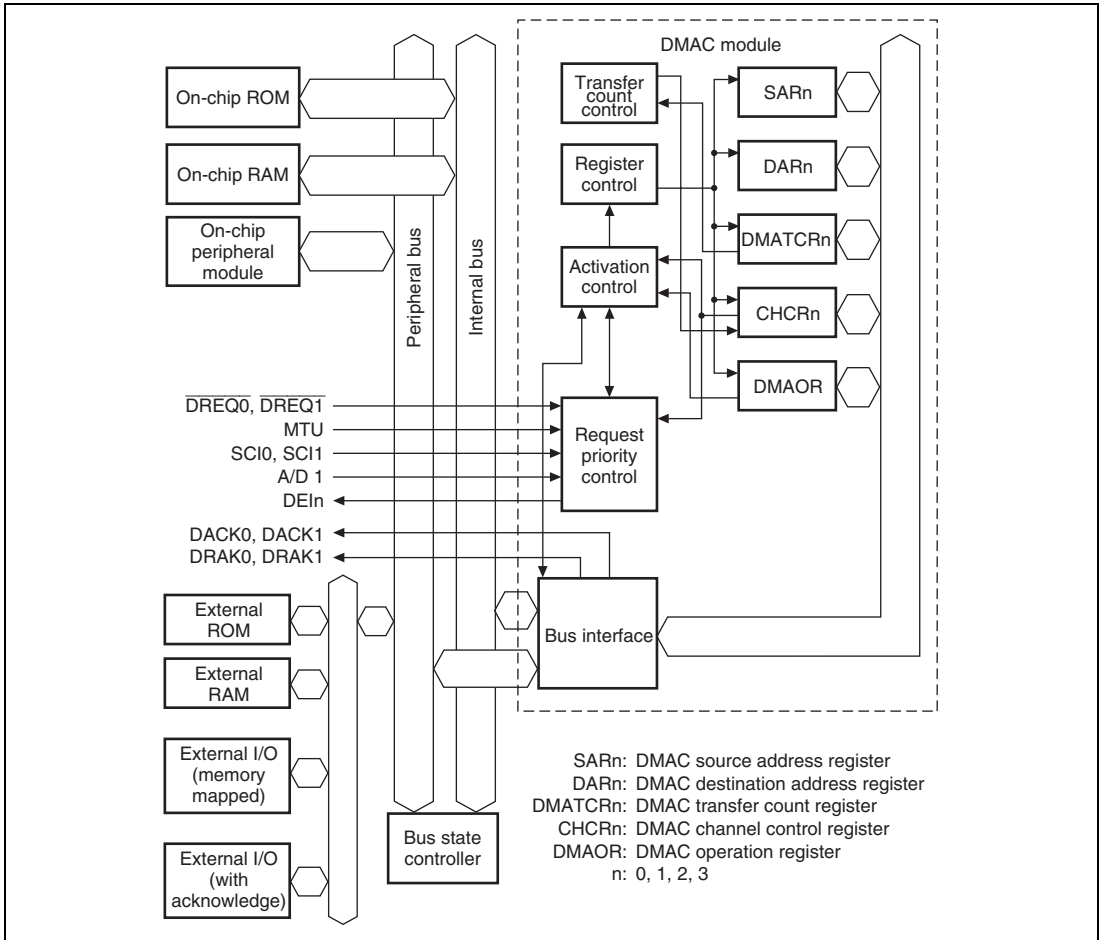 DMAC module
On-chip ROM
Transfer
count
control
SARn
On-chip RAM
Register
control
DARn
On-chip
peripheral
module
Peripheral bus
Internal bus
Activation
control
DMATCRn
CHCRn
DMAOR
DREQ0, DREQ1
MTU
SCI0, SCI1
A/D 1
DEIn
Request
priority
control
DACK0, DACK1
DRAK0, DRAK1
External
ROM
Bus interface
External
RAM
External I/O
(memory
mapped)
External I/O
(with
acknowledge)
Bus state
controller
SARn: DMAC source address register
DARn: DMAC destination address register
DMATCRn: DMAC transfer count register
CHCRn: DMAC channel control register
DMAOR: DMAC operation register
n: 0, 1, 2, 3